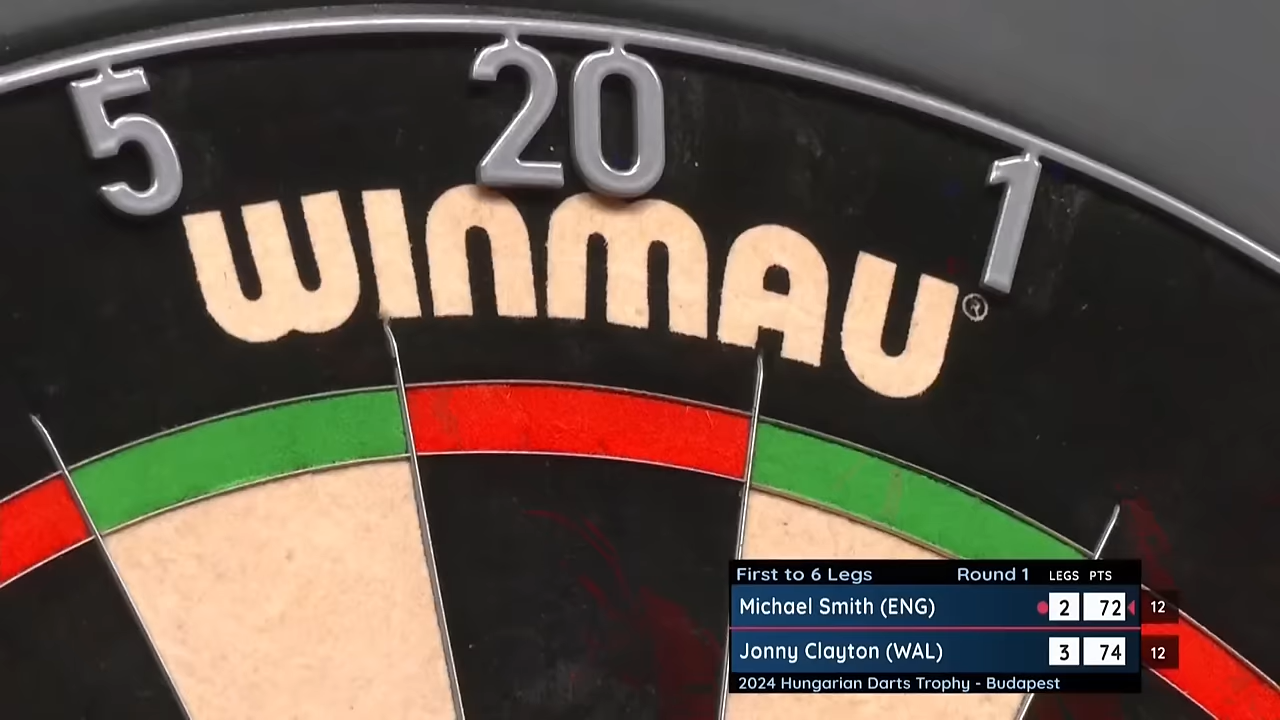 5 20 1
WINMAU®
First to 6 Legs Round 1 LEGS PTS
Michael Smith (ENG) 2 72 12
Jonny Clayton (WAL) 3 74 12
2024 Hungarian Darts Trophy - Budapest